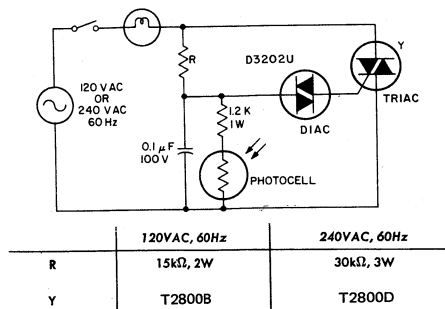 Y
R
D3202U
120 VAC
OR
240 VAC
60 Hz
TRIAC
1.2 K
1W
DIAC
0.1 µF
100 V
PHOTOCELL
120VAC, 60Hz 240VAC, 60Hz
R 15kΩ, 2W 30kΩ, 3W
Y T2800B T2800D